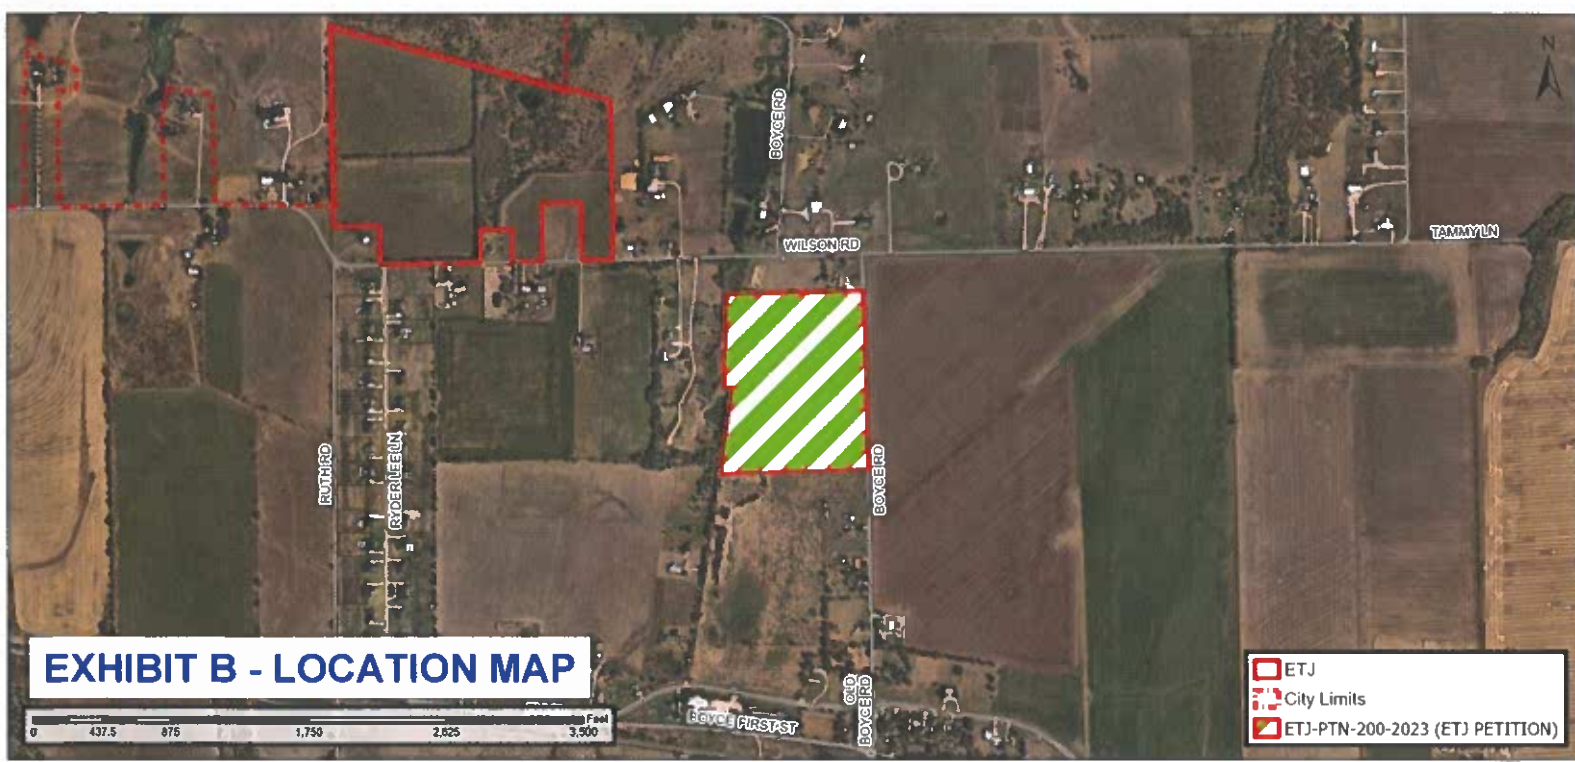 N
BOYCE RD
WILSON RD
TAMMY LN
RUTH RD
RYDER LEE LN
BOYCE RD
OLD
BOYCE RD
BOYCE FIRST ST
EXHIBIT B - LOCATION MAP
Feet
0 437.5 875 1,750 2,625 3,500
ETJ
City Limits
ETJ-PTN-200-2023 (ETJ PETITION)